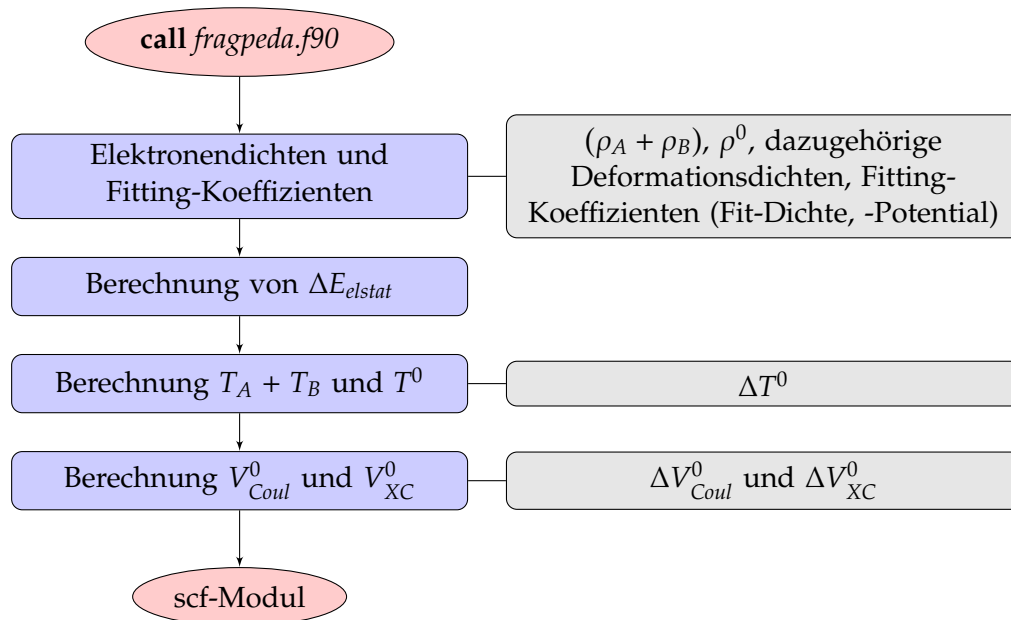 call fragpeda.f90
Elektronendichten und
Fitting-Koeffizienten
(ρ_A + ρ_B), ρ^0, dazugehörige
Deformationsdichten, Fitting-
Koeffizienten (Fit-Dichte, -Potential)
Berechnung von ΔE_elstat
Berechnung T_A + T_B und T^0
ΔT^0
Berechnung V^0_Coul und V^0_XC
ΔV^0_Coul und ΔV^0_XC
scf-Modul